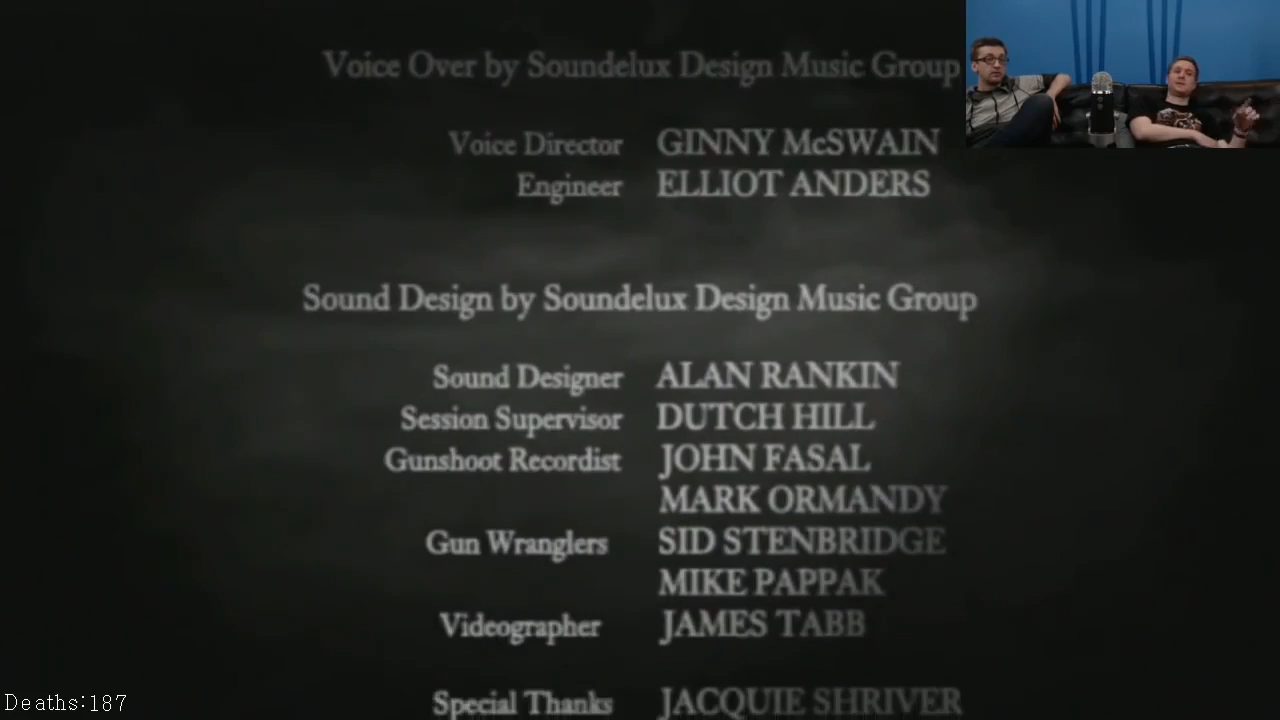 Voice Over by Soundelux Design Music Group
Voice Director GINNY McSWAIN
Engineer ELLIOT ANDERS
Sound Design by Soundelux Design Music Group
Sound Designer ALAN RANKIN
Session Supervisor DUTCH HILL
Gunshoot Recordist JOHN FASAL
MARK ORMANDY
Gun Wranglers SID STENBRIDGE
MIKE PAPPAK
Videographer JAMES TABB
Special Thanks JACQUIE SHRIVER
Deaths:187